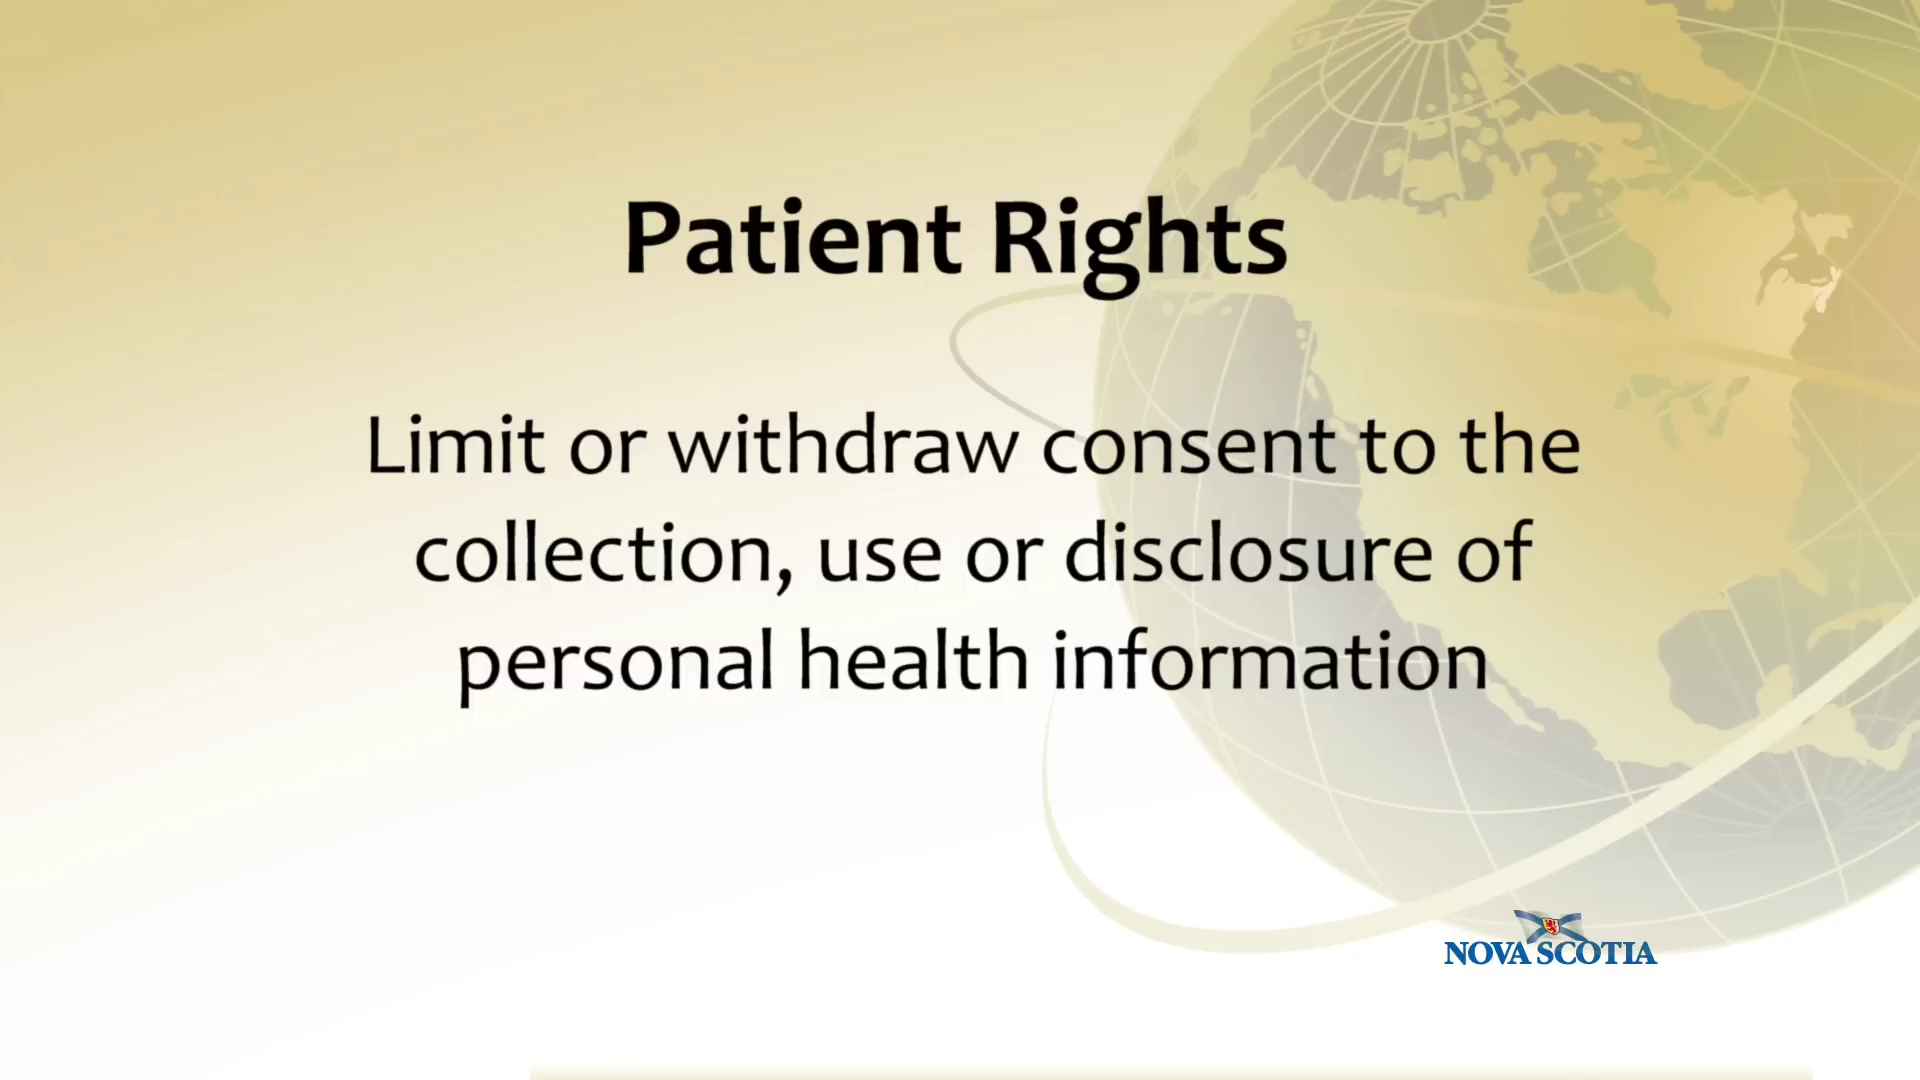 Patient Rights
Limit or withdraw consent to the
collection, use or disclosure of
personal health information
NOVA SCOTIA